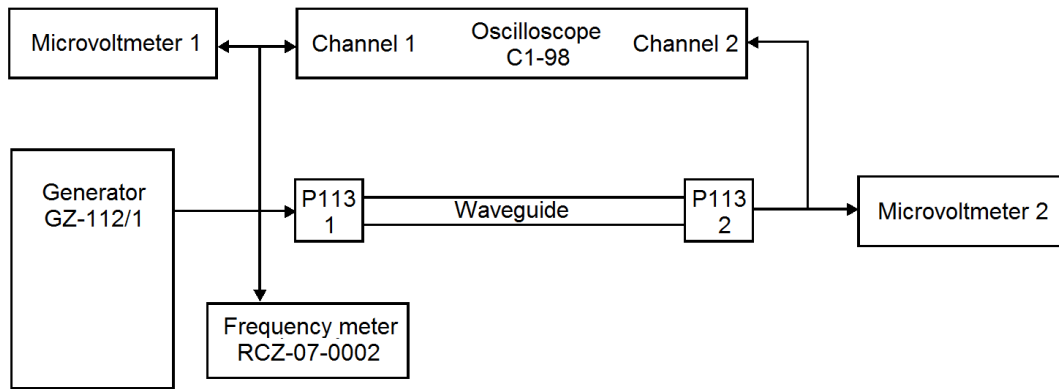 Microvoltmeter 1
Channel 1
Oscilloscope
C1-98
Channel 2
Generator
GZ-112/1
P113
1
Waveguide
P113
2
Microvoltmeter 2
Frequency meter
RCZ-07-0002